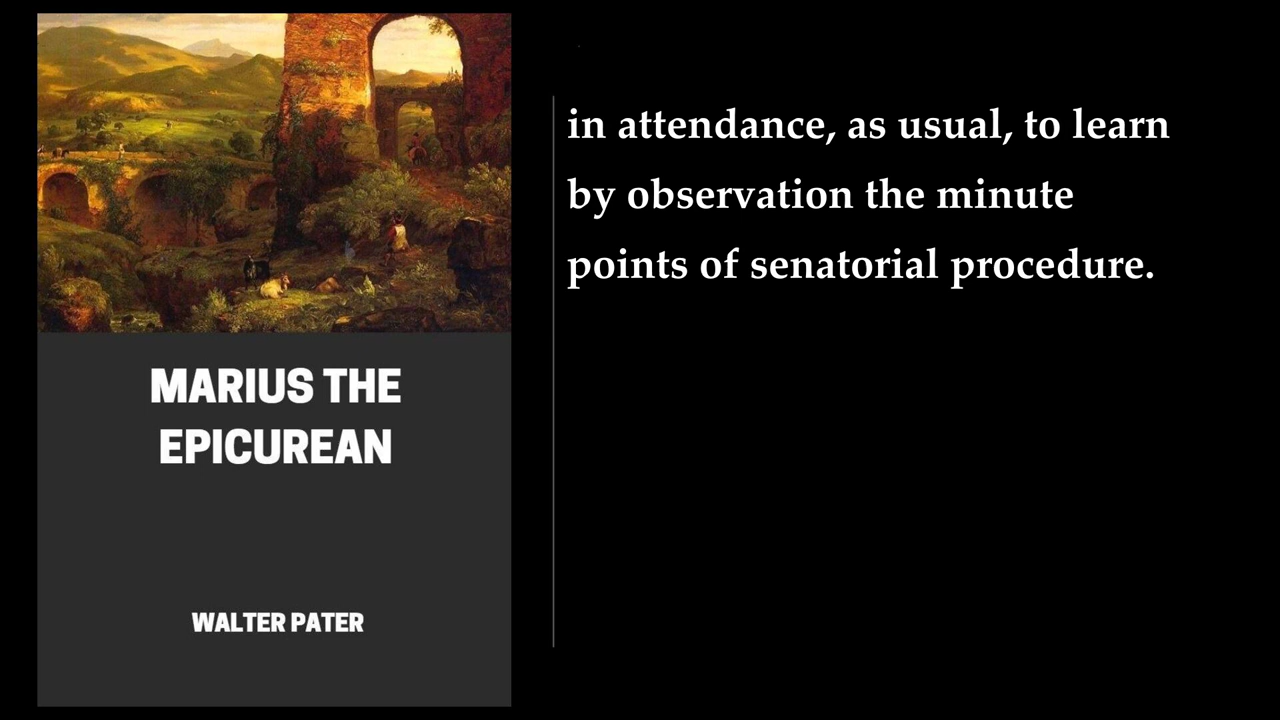 MARIUS THE
EPICUREAN
WALTER PATER
in attendance, as usual, to learn
by observation the minute
points of senatorial procedure.